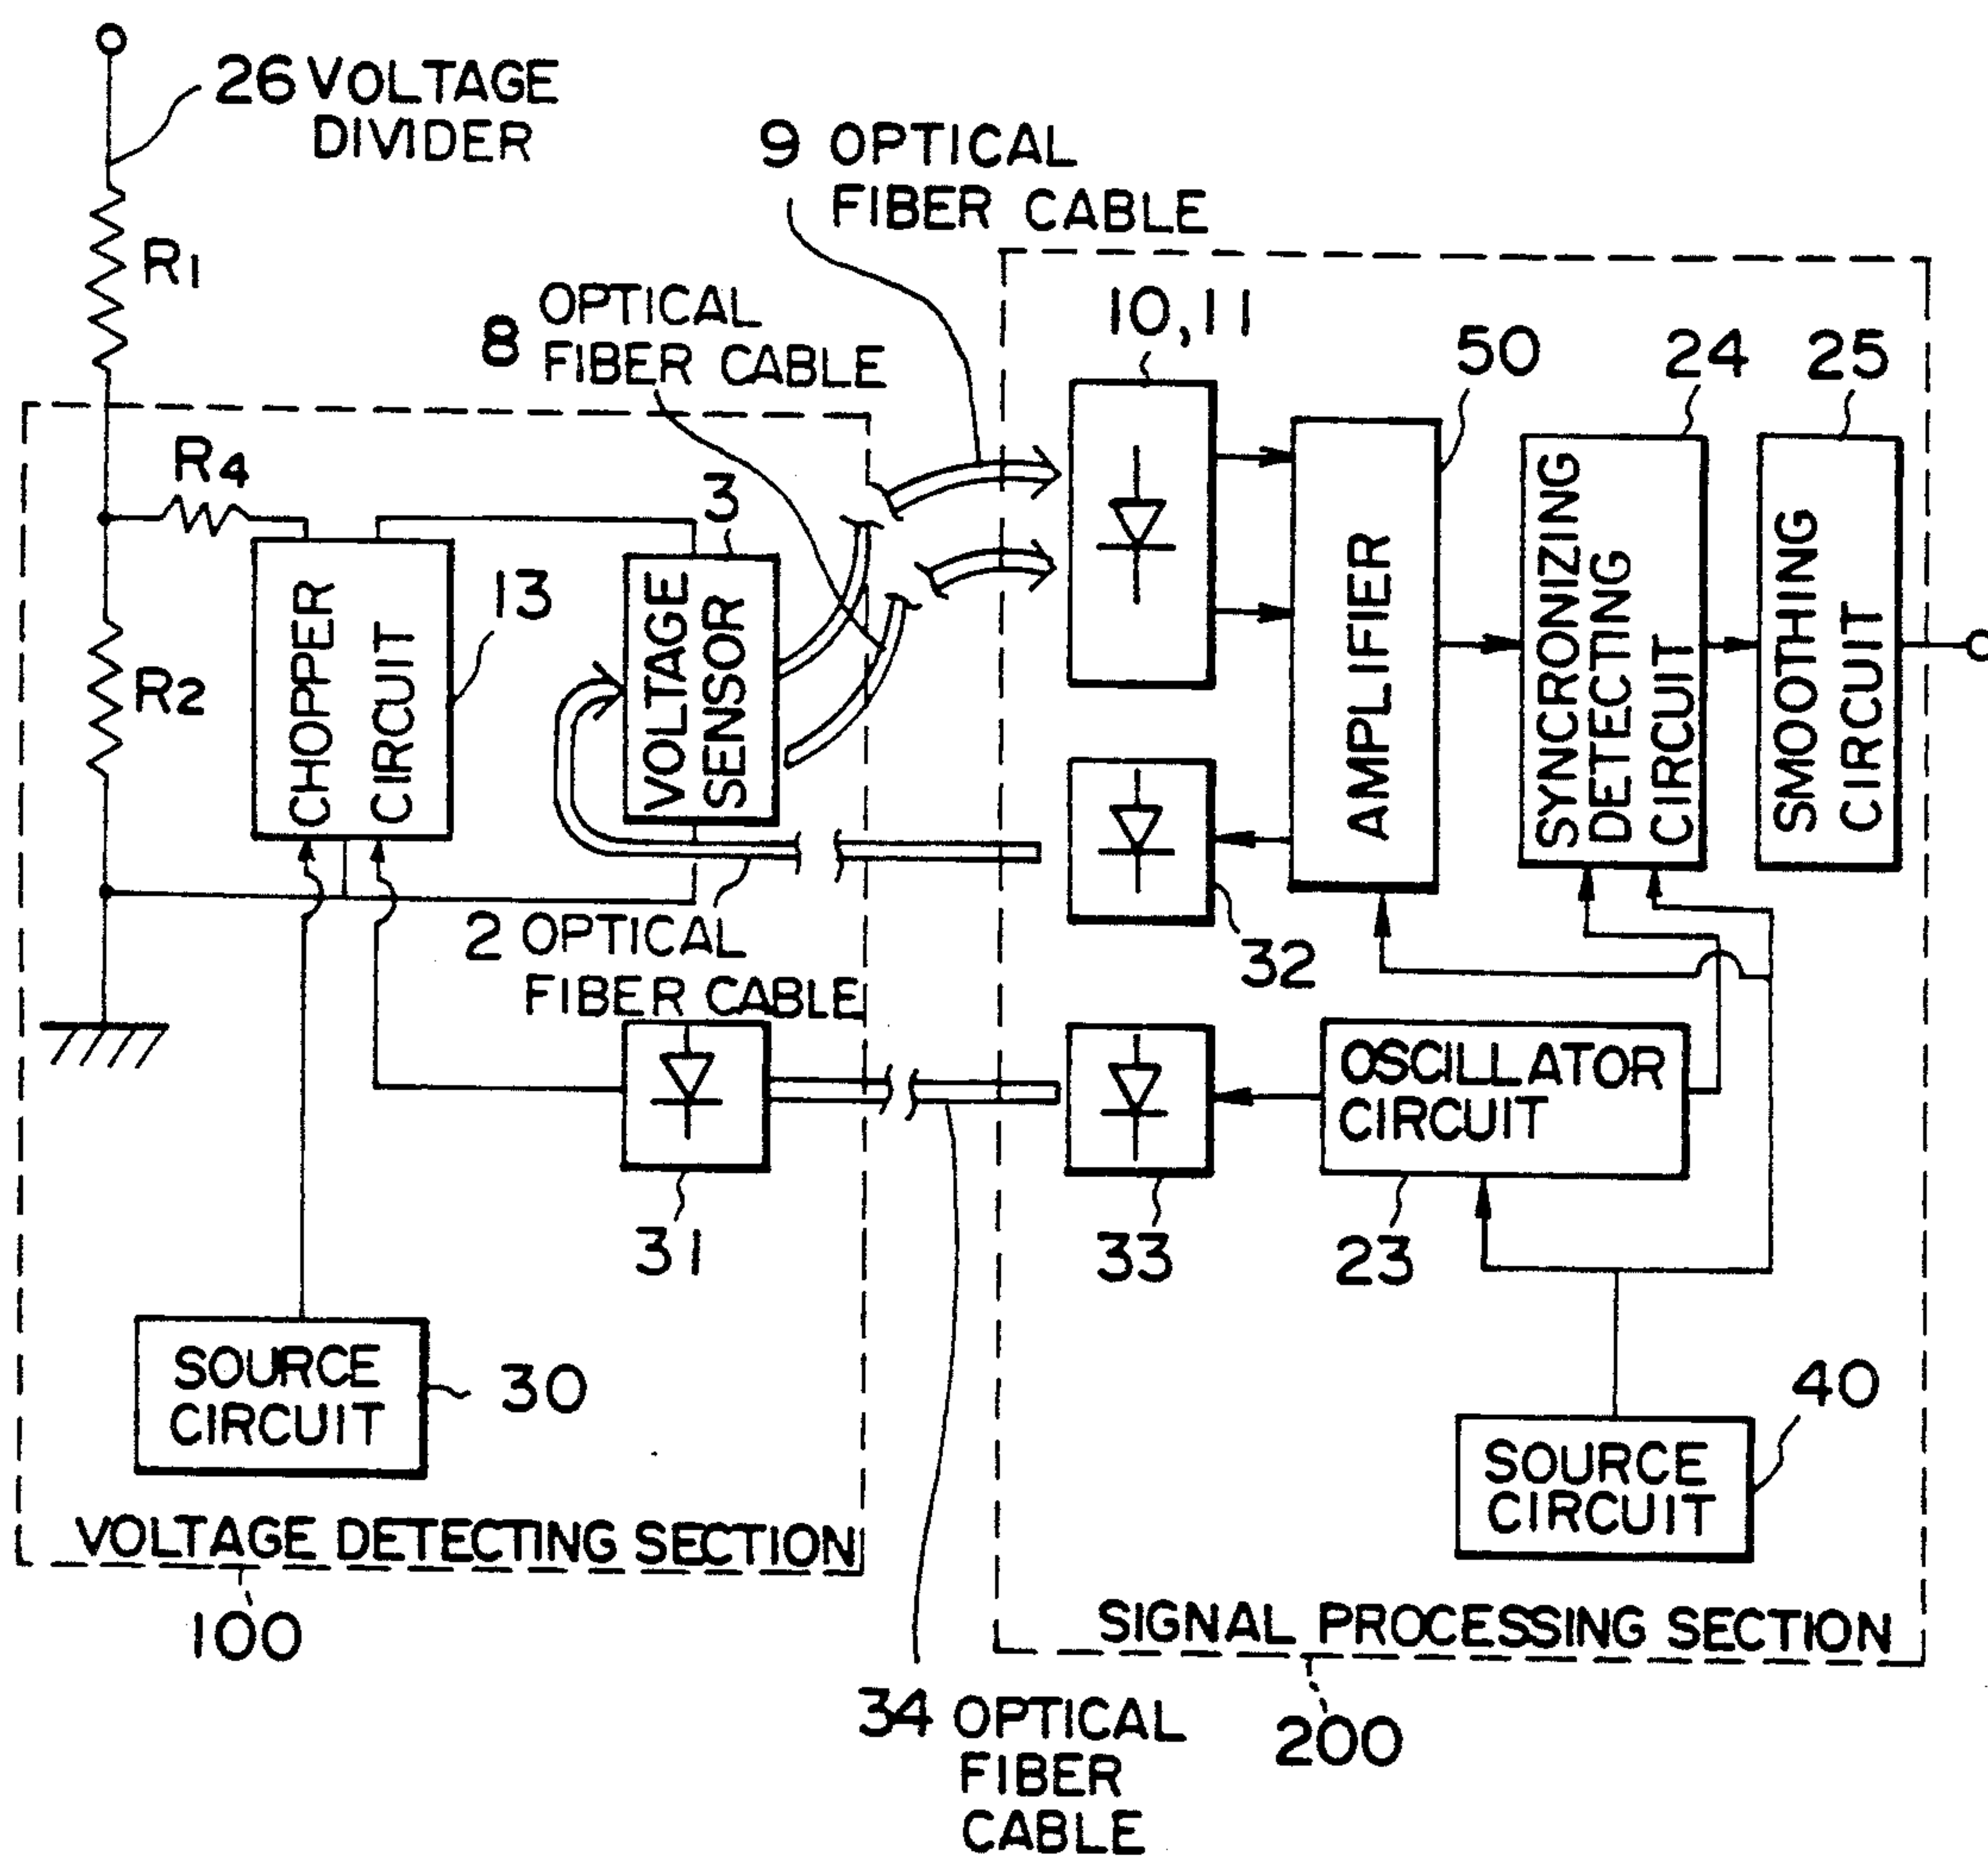 26 VOLTAGE
DIVIDER
9 OPTICAL
FIBER CABLE
R1
8 OPTICAL
FIBER CABLE
10,11
50
24
25
R4
3
13
R2
CHOPPER
CIRCUIT
VOLTAGE
SENSOR
AMPLIFIER
SYNCRONIZING
DETECTING
CIRCUIT
SMOOTHING
CIRCUIT
2 OPTICAL
FIBER CABLE
32
OSCILLATOR
CIRCUIT
31
33
23
SOURCE
CIRCUIT
30
40
SOURCE
CIRCUIT
VOLTAGE DETECTING SECTION
100
SIGNAL PROCESSING SECTION
200
34 OPTICAL
FIBER
CABLE